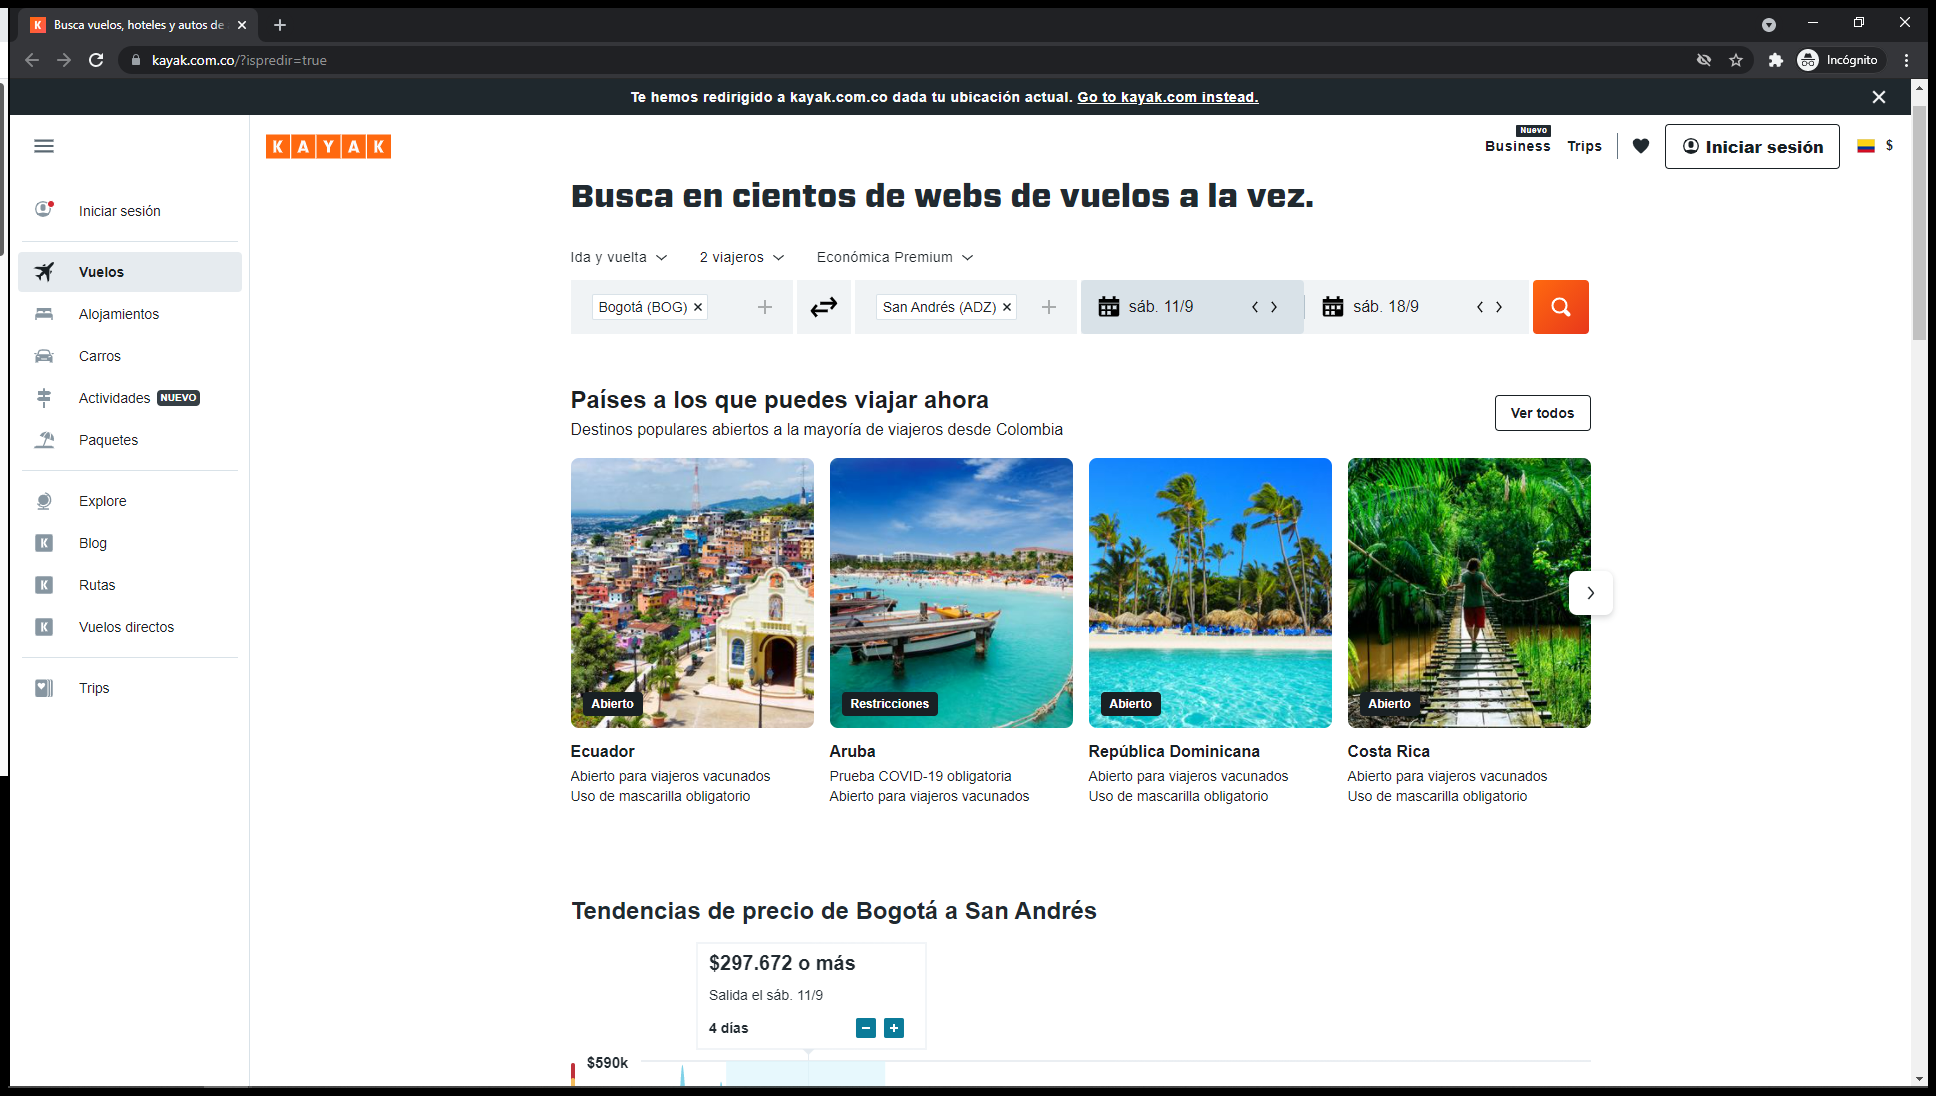 Busca vuelos, hoteles y autos de
kayak.com.co/?ispredir=true
Incógnito
Te hemos redirigido a kayak.com.co dada tu ubicación actual. Go to kayak.com instead.
KAYAK
Nuevo
Business
Trips
Iniciar sesión
$
Iniciar sesión
Vuelos
Alojamientos
Carros
Actividades NUEVO
Paquetes
Explore
K Blog
K Rutas
K Vuelos directos
Trips
Busca en cientos de webs de vuelos a la vez.
Ida y vuelta 2 viajeros Económica Premium
Bogotá (BOG) San Andrés (ADZ) sáb. 11/9 sáb. 18/9
Países a los que puedes viajar ahora
Destinos populares abiertos a la mayoría de viajeros desde Colombia
Ver todos
Abierto
Ecuador
Abierto para viajeros vacunados
Uso de mascarilla obligatorio
Restricciones
Aruba
Prueba COVID-19 obligatoria
Abierto para viajeros vacunados
Abierto
República Dominicana
Abierto para viajeros vacunados
Uso de mascarilla obligatorio
Abierto
Costa Rica
Abierto para viajeros vacunados
Uso de mascarilla obligatorio
Tendencias de precio de Bogotá a San Andrés
$297.672 o más
Salida el sáb. 11/9
4 días
$590k